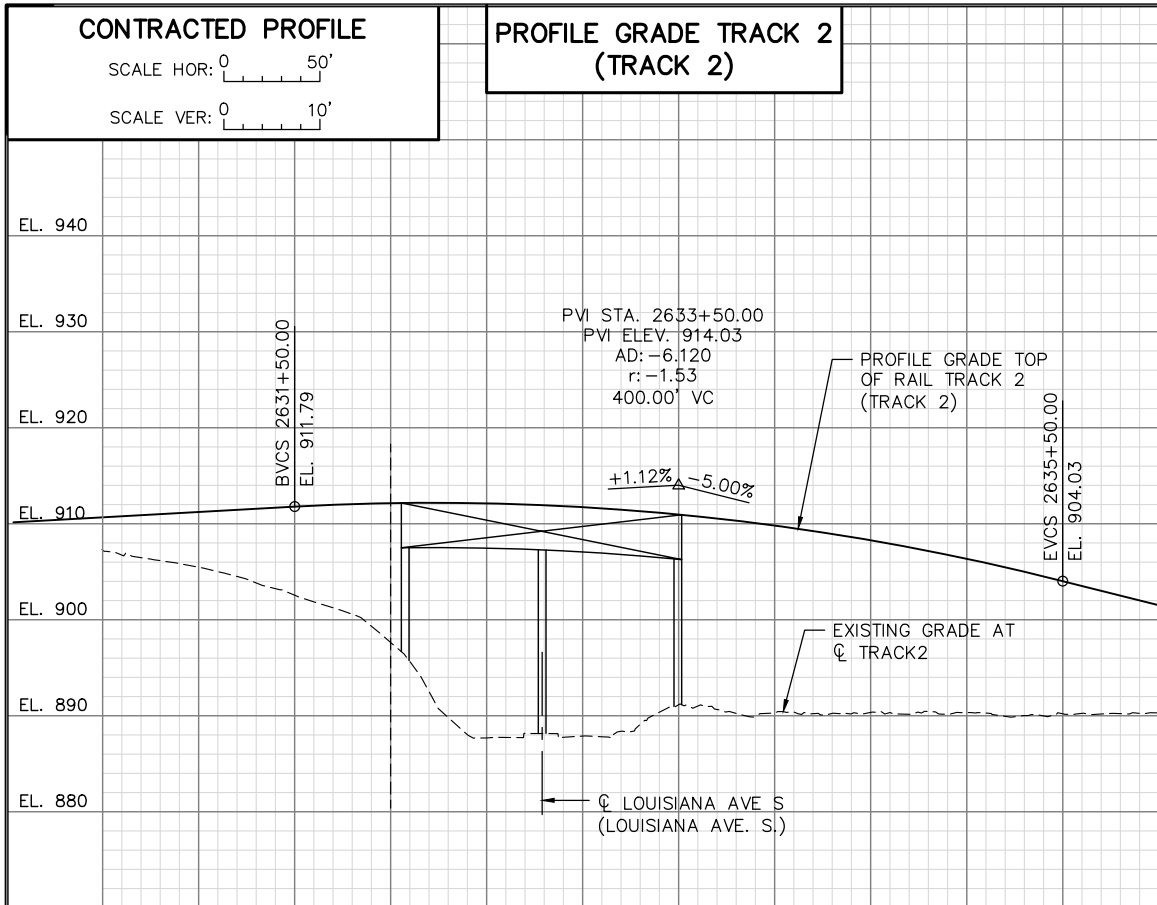 CONTRACTED PROFILE
SCALE HOR: 0 50'
SCALE VER: 0 10'
PROFILE GRADE TRACK 2
(TRACK 2)
EL. 940
EL. 930
EL. 920
EL. 910
EL. 900
EL. 890
EL. 880
BVCS 2631+50.00
EL. 911.79
PVI STA. 2633+50.00
PVI ELEV. 914.03
AD: -6.120
r: -1.53
400.00' VC
+1.12% -5.00%
PROFILE GRADE TOP
OF RAIL TRACK 2
(TRACK 2)
EVCS 2635+50.00
EL. 904.03
EXISTING GRADE AT
℄ TRACK2
℄ LOUISIANA AVE S
(LOUISIANA AVE. S.)